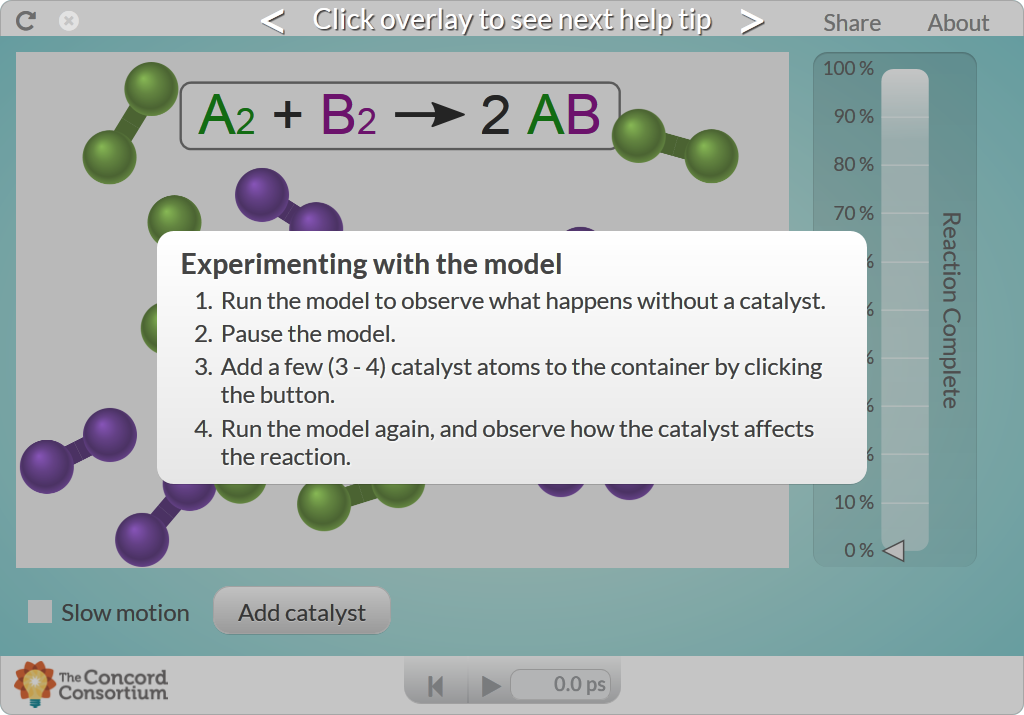 < Click overlay to see next help tip >
Share
About
A2 + B2 → 2 AB
100 %
90 %
80 %
70 %
%
%
%
%
%
10 %
0 %
Reaction Complete
Experimenting with the model
1. Run the model to observe what happens without a catalyst.
2. Pause the model.
3. Add a few (3 - 4) catalyst atoms to the container by clicking
the button.
4. Run the model again, and observe how the catalyst affects
the reaction.
Slow motion
Add catalyst
The Concord
Consortium
0.0 ps